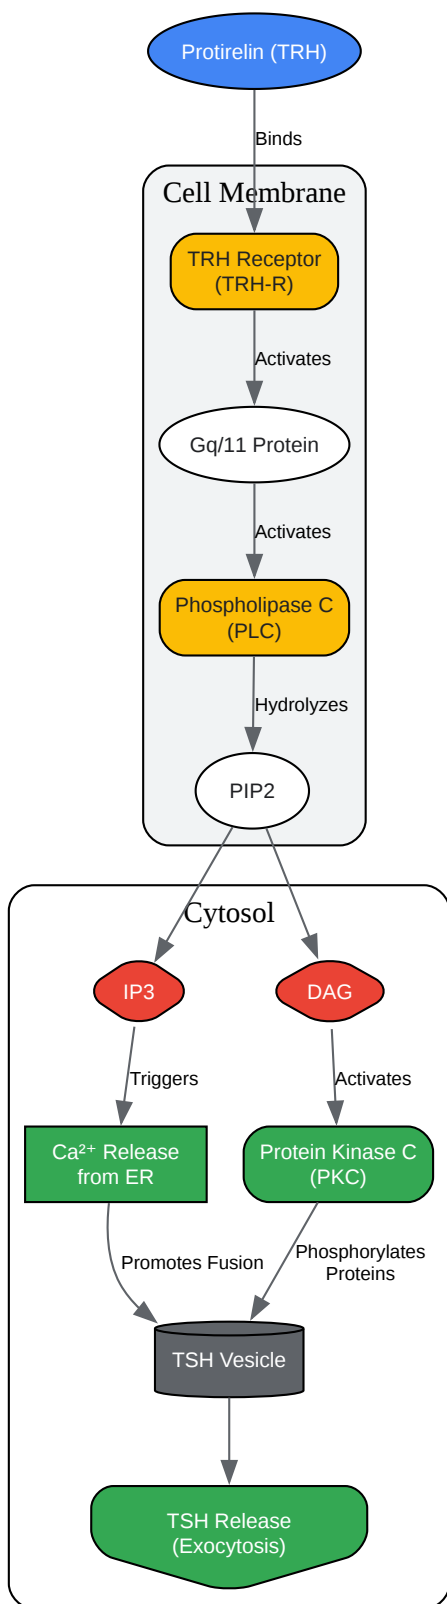 Protirelin (TRH)
Binds
Cell Membrane
TRH Receptor
(TRH-R)
Activates
Gq/11 Protein
Activates
Phospholipase C
(PLC)
Hydrolyzes
PIP2
Cytosol
IP3
DAG
Triggers
Activates
Ca²⁺ Release
from ER
Protein Kinase C
(PKC)
Promotes Fusion
Phosphorylates
Proteins
TSH Vesicle
TSH Release
(Exocytosis)